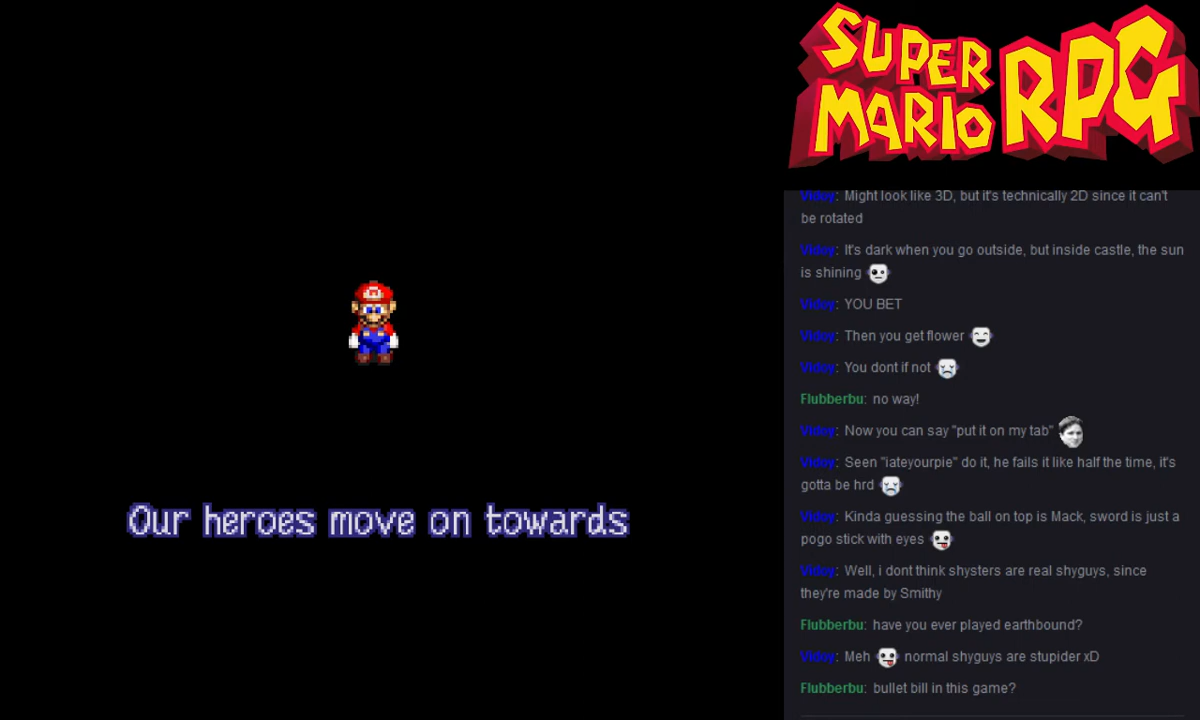 SUPER
MARIO RPG
Vidoy: Might look like 3D, but it's technically 2D since it can't
be rotated
Vidoy: It's dark when you go outside, but inside castle, the sun
is shining
Vidoy: YOU BET
Vidoy: Then you get flower
Vidoy: You dont if not
Flubberbu: no way!
Vidoy: Now you can say "put it on my tab"
Vidoy: Seen "iateyourpie" do it, he fails it like half the time, it's
gotta be hrd
Vidoy: Kinda guessing the ball on top is Mack, sword is just a
pogo stick with eyes
Vidoy: Well, i dont think shysters are real shyguys, since
they're made by Smithy
Flubberbu: have you ever played earthbound?
Vidoy: Meh normal shyguys are stupider xD
Flubberbu: bullet bill in this game?
Our heroes move on towards